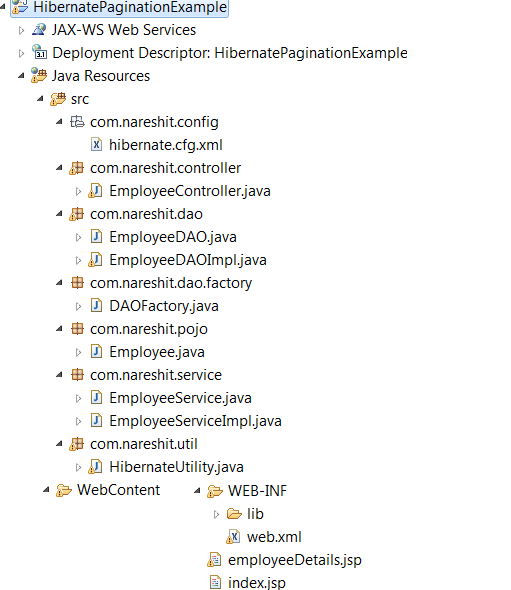 HibernatePaginationExample
JAX-WS Web Services
Deployment Descriptor: HibernatePaginationExample
Java Resources
src
com.nareshit.config
hibernate.cfg.xml
com.nareshit.controller
EmployeeController.java
com.nareshit.dao
EmployeeDAO.java
EmployeeDAOImpl.java
com.nareshit.dao.factory
DAOFactory.java
com.nareshit.pojo
Employee.java
com.nareshit.service
EmployeeService.java
EmployeeServiceImpl.java
com.nareshit.util
HibernateUtility.java
WebContent WEB-INF
lib
web.xml
employeeDetails.jsp
index.jsp